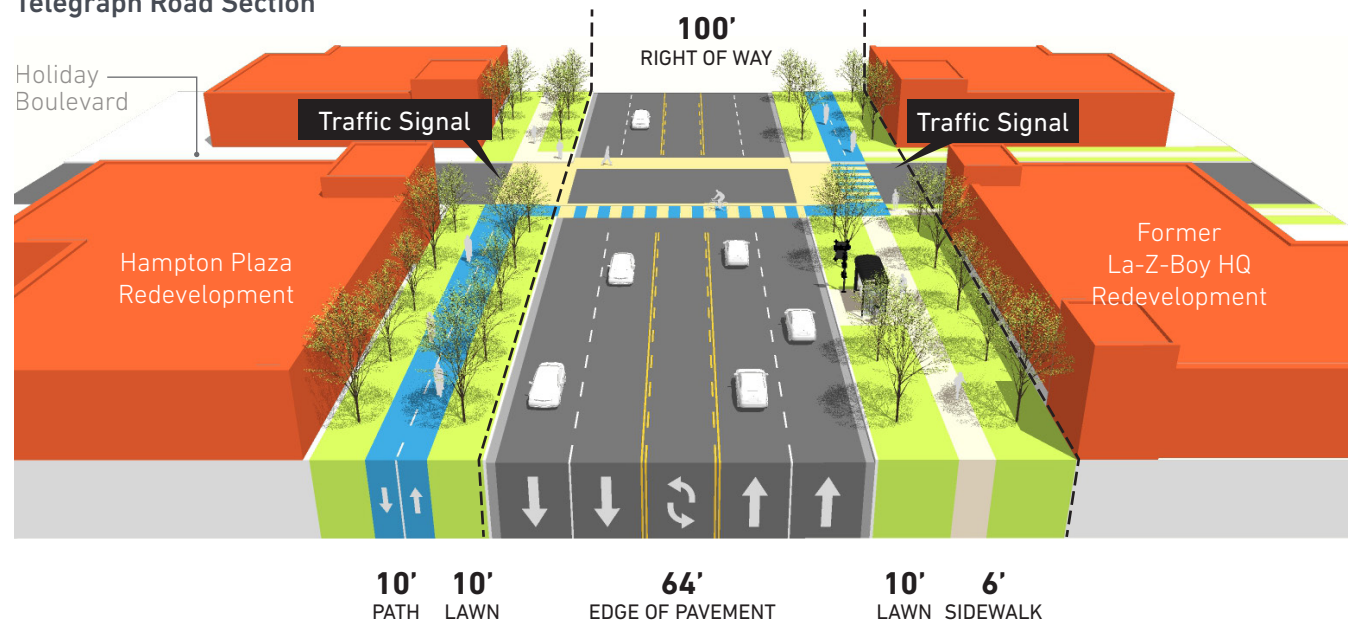 Telegraph Road Section
100’
RIGHT OF WAY
Holiday
Boulevard
Traffic Signal
Traffic Signal
Hampton Plaza
Redevelopment
Former
La-Z-Boy HQ
Redevelopment
10’ 10’ 64’ 10’ 6’
PATH LAWN EDGE OF PAVEMENT LAWN SIDEWALK